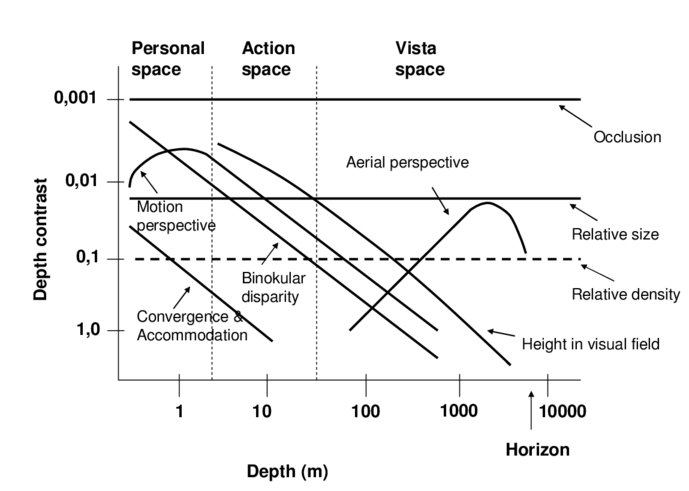 Personal
space
Action
space
Vista
space
0,001
Occlusion
Aerial perspective
0,01
Motion
perspective
Relative size
Depth contrast
0,1
Binokular
disparity
Relative density
Convergence &
Accommodation
1,0
Height in visual field
1
10
100
1000
10000
Horizon
Depth (m)